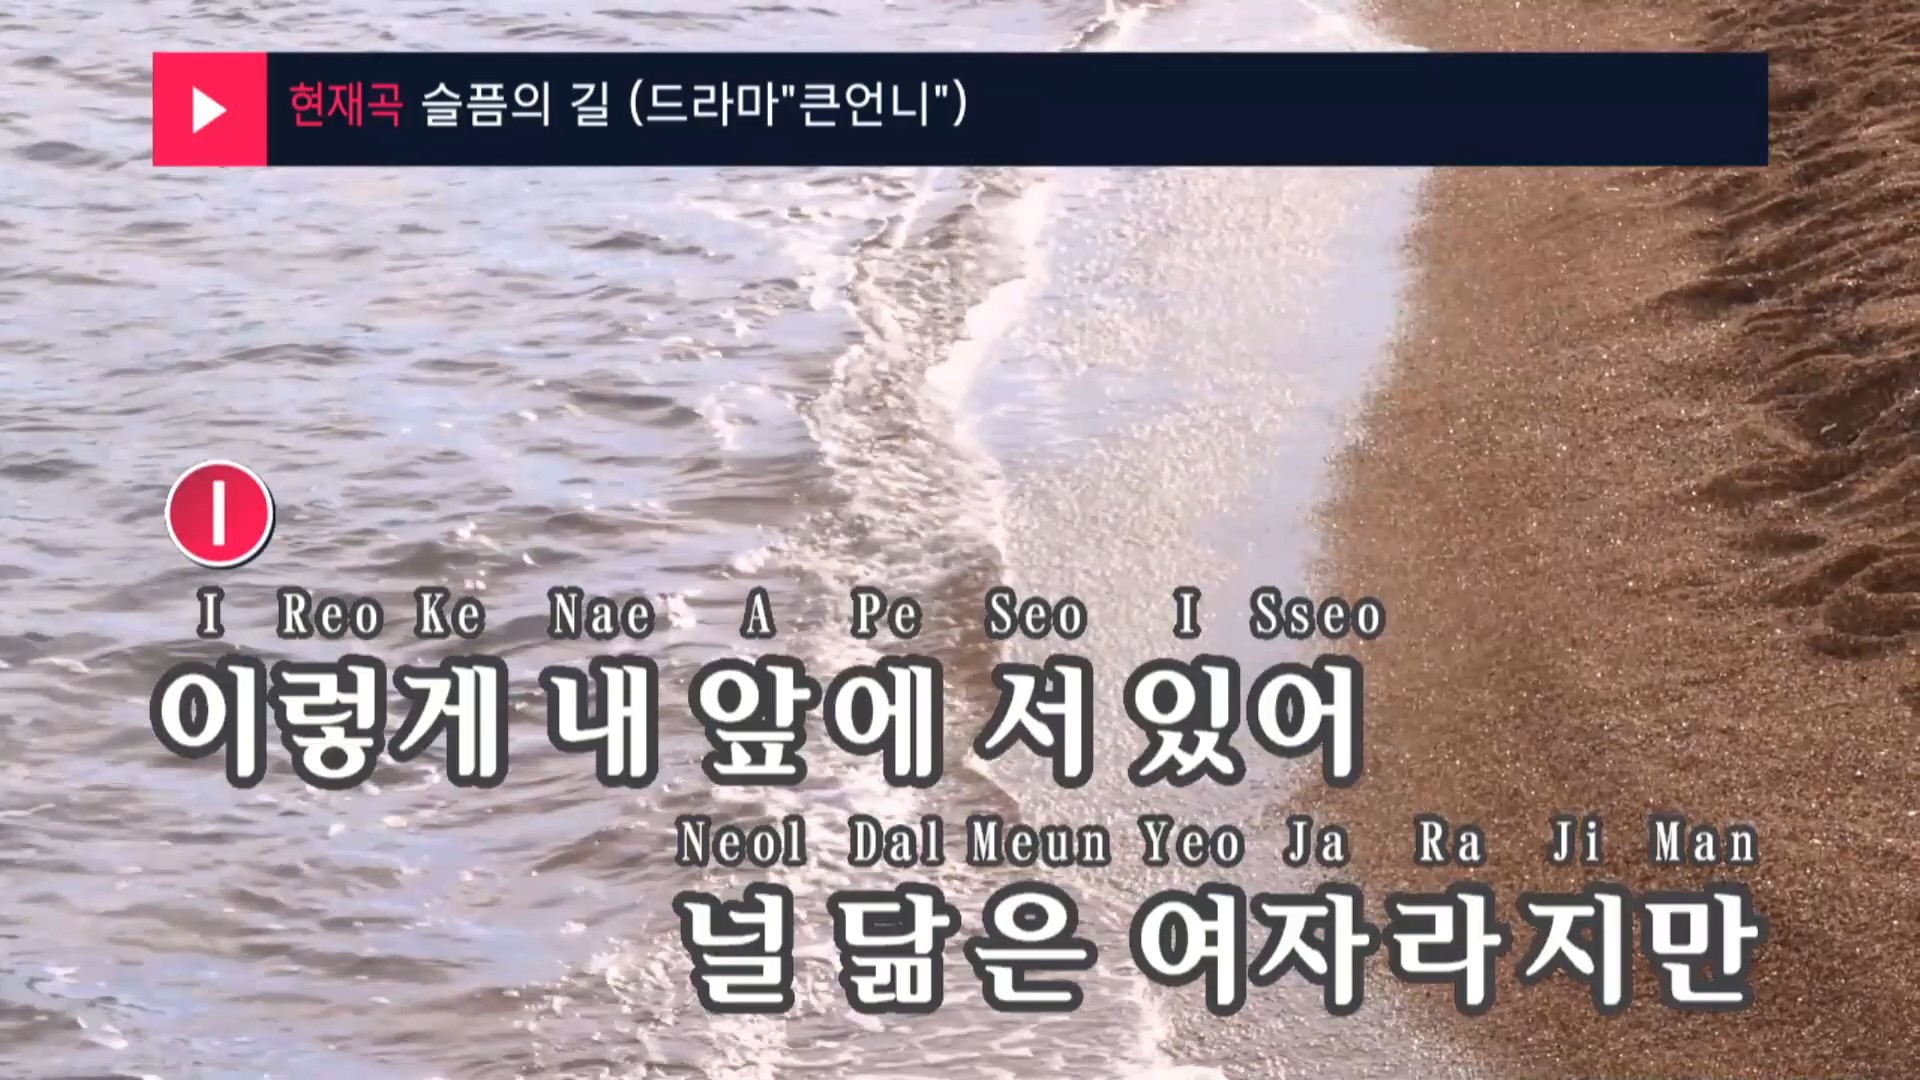 현재곡 슬픔의 길 (드라마"큰언니")
I Reo Ke Nae A Pe Seo I Sseo
이렇게 내 앞에 서 있어
Neol Dal Meun Yeo Ja Ra Ji Man
널 닮은 여자라지만